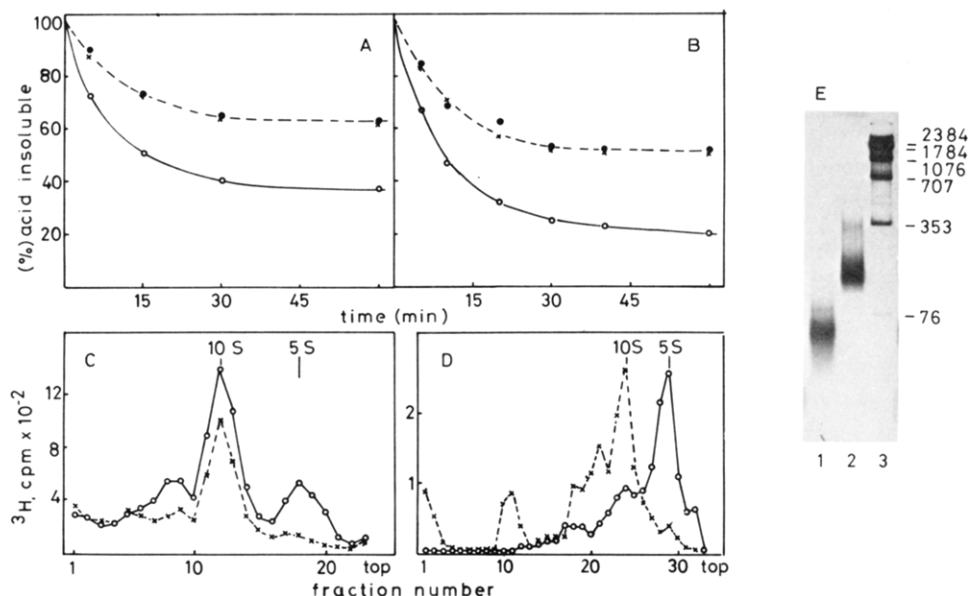 A
B
100
80
60
40
20
(%) acid insoluble
15
30
45
15
30
45
time (min)
C
10 S
5 S
12
8
4
³H, cpm x 10⁻²
1
10
20
top
D
10S
5S
2
1
1
10
20
30
top
fraction number
E
2384
1784
1076
707
353
76
1
2
3